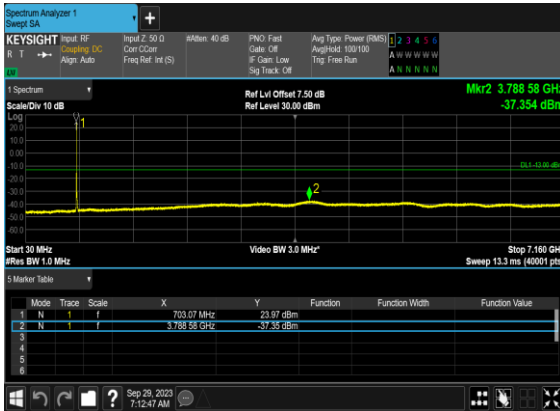 Spectrum Analyzer 1
Swept SA
+
KEYSIGHT Input: RF
R T Coupling: DC
Align: Auto
Input Z: 50 Ω
Corr CCorr
Freq Ref: Int (S)
#Atten: 40 dB
PNO: Fast
Gate: Off
IF Gain: Low
Sig Track: Off
Avg Type: Power (RMS)
Avg|Hold: 100/100
Trig: Free Run
1 2 3 4 5 6
A W W W W W
A N N N N N
1 Spectrum
Scale/Div 10 dB
Ref Lvl Offset 7.50 dB
Ref Level 30.00 dBm
Mkr2 3.788 58 GHz
-37.354 dBm
Log
20.0
10.0
0.00
-10.0
-20.0
-30.0
-40.0
-50.0
-60.0
1
2
DL1 -13.00 dBm
Start 30 MHz
#Res BW 1.0 MHz
Video BW 3.0 MHz*
Stop 7.160 GHz
Sweep 13.3 ms (40001 pts)
5 Marker Table
Mode Trace Scale X Y Function Function Width Function Value
1 N 1 f 703.07 MHz 23.97 dBm
2 N 1 f 3.788 58 GHz -37.35 dBm
3
4
5
6
Sep 29, 2023
7:12:47 AM